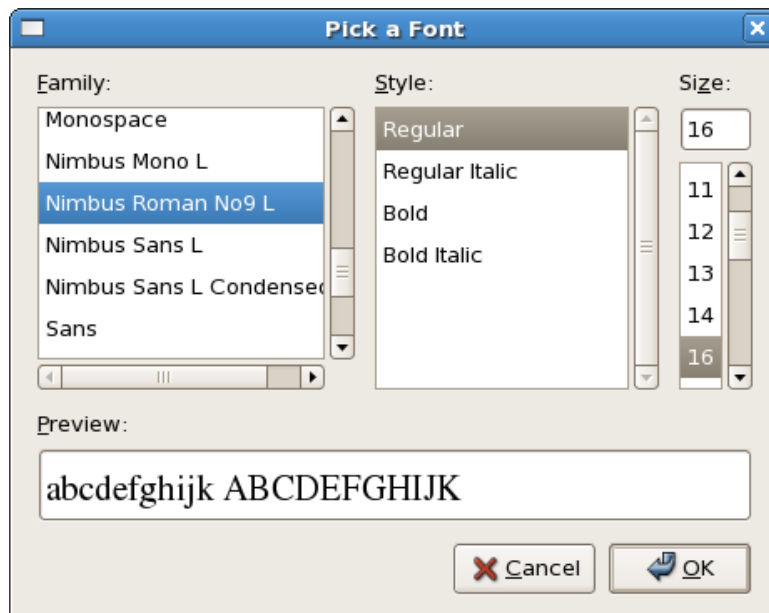 Pick a Font
Family:
Style:
Size:
Monospace
Nimbus Mono L
Nimbus Roman No9 L
Nimbus Sans L
Nimbus Sans L Condensed
Sans
Regular
Regular Italic
Bold
Bold Italic
16
11
12
13
14
16
Preview:
abcdefghijk ABCDEFGHIJK
Cancel
OK